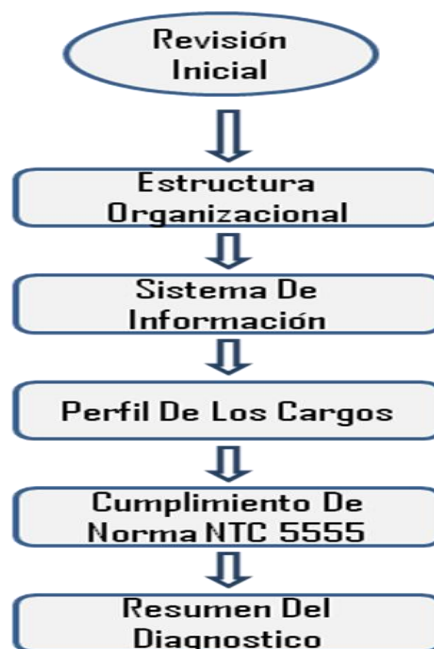 Revisión
Inicial
Estructura
Organizacional
Sistema De
Información
Perfil De Los Cargos
Cumplimiento De
Norma NTC 5555
Resumen Del
Diagnostico